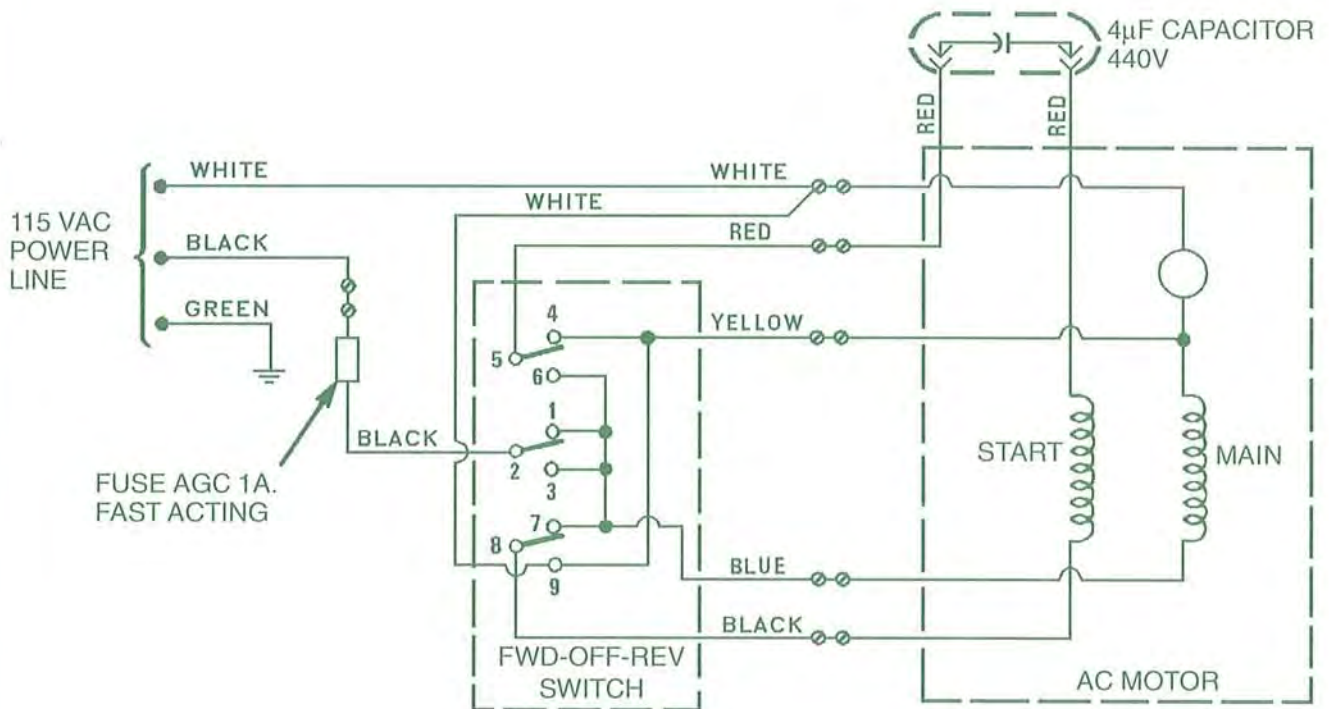 4µF CAPACITOR
440V
RED
RED
WHITE
WHITE
WHITE
115 VAC
POWER
LINE
RED
BLACK
GREEN
4
YELLOW
5
6
1
BLACK
2
3
START
MAIN
FUSE AGC 1A.
FAST ACTING
7
8
9
BLUE
BLACK
FWD-OFF-REV
SWITCH
AC MOTOR